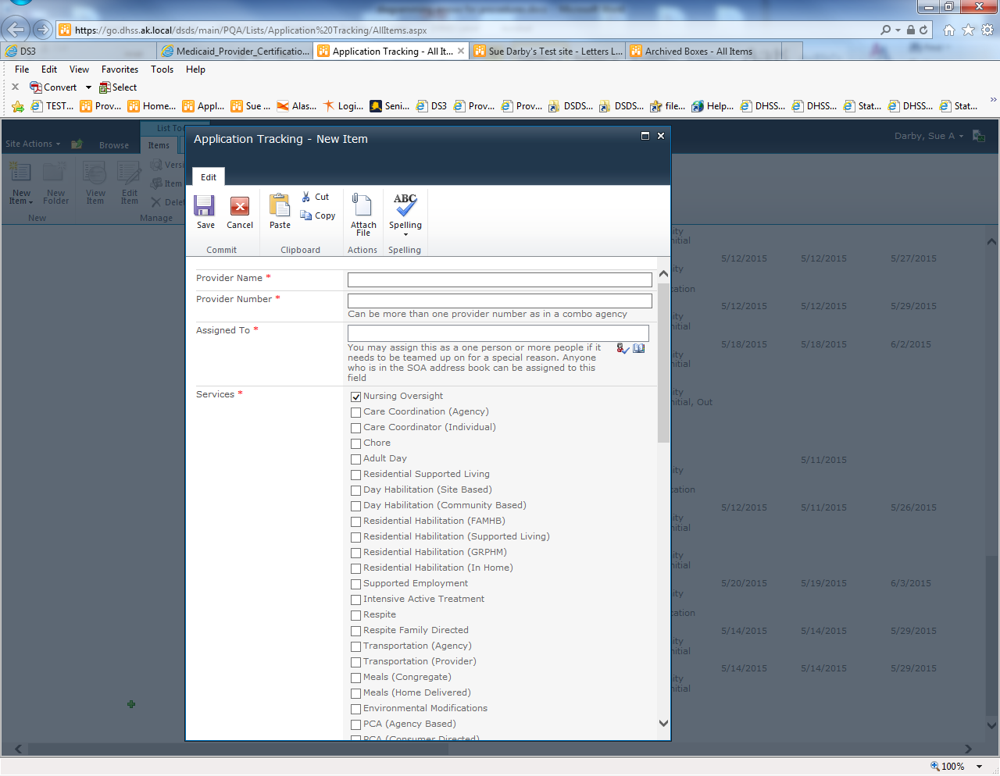 https://go.dhss.ak.local/dsds/main/PQA/Lists/Application%20Tracking/AllItems.aspx
DS3
Medicaid_Provider_Certificatio...
Application Tracking - All It...
Sue Darby's Test site - Letters L...
Archived Boxes - All Items
File Edit View Favorites Tools Help
Convert Select
TEST... Prov... Home... Appl... Sue ... Alas... Logi... Seni... DS3 Prov... Prov... DSDS... DSDS... file... Help... DHSS... DHSS... Stat... DHSS... Stat...
List Too
Site Actions Browse Items
Darby, Sue A
New Item
New Folder
View Item
Edit Item
Versi
Item
Delet
New
Manage
Application Tracking - New Item
Edit
Save
Cancel
Paste
Cut
Copy
Attach File
ABC
Spelling
Commit
Clipboard
Actions
Spelling
Provider Name *
Provider Number *
Can be more than one provider number as in a combo agency
Assigned To *
You may assign this as a one person or more people if it
needs to be teamed up on for a special reason. Anyone
who is in the SOA address book can be assigned to this
field
Services *
Nursing Oversight
Care Coordination (Agency)
Care Coordinator (Individual)
Chore
Adult Day
Residential Supported Living
Day Habilitation (Site Based)
Day Habilitation (Community Based)
Residential Habilitation (FAMHB)
Residential Habilitation (Supported Living)
Residential Habilitation (GRPHM)
Residential Habilitation (In Home)
Supported Employment
Intensive Active Treatment
Respite
Respite Family Directed
Transportation (Agency)
Transportation (Provider)
Meals (Congregate)
Meals (Home Delivered)
Environmental Modifications
PCA (Agency Based)
PCA (Consumer Directed)
ity
nitial
5/12/2015 5/12/2015 5/27/2015
ity
cation
5/12/2015 5/12/2015 5/29/2015
ity
nitial
5/18/2015 5/18/2015 6/2/2015
ity
nitial
ity
nitial, Out
5/11/2015
ity
cation
5/12/2015 5/11/2015 5/26/2015
ity
nitial
ity
nitial
5/20/2015 5/19/2015 6/3/2015
ity
cation
5/14/2015 5/14/2015 5/29/2015
ity
nitial
5/14/2015 5/14/2015 5/29/2015
ity
nitial
100%